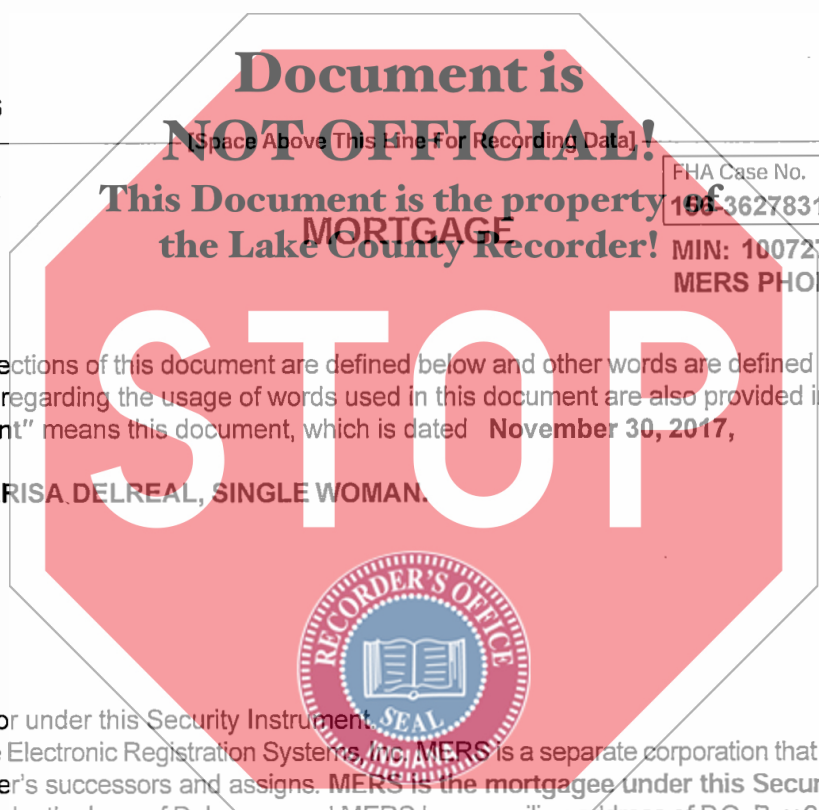 Document is
NOT OFFICIAL!
[Space Above This Line For Recording Data]
FHA Case No.
This Document is the property of
156-3627831
MORTGAGE
the Lake County Recorder!
MIN: 10072
MERS PHO
STOP
ections of this document are defined below and other words are defined
regarding the usage of words used in this document are also provided i
nt" means this document, which is dated November 30, 2017,
RISA DELREAL, SINGLE WOMAN.
RECORDER'S OFFICE
SEAL
or under this Security Instrument.
Electronic Registration Systems, Inc. MERS is a separate corporation that
er's successors and assigns. MERS is the mortgagee under this Secur